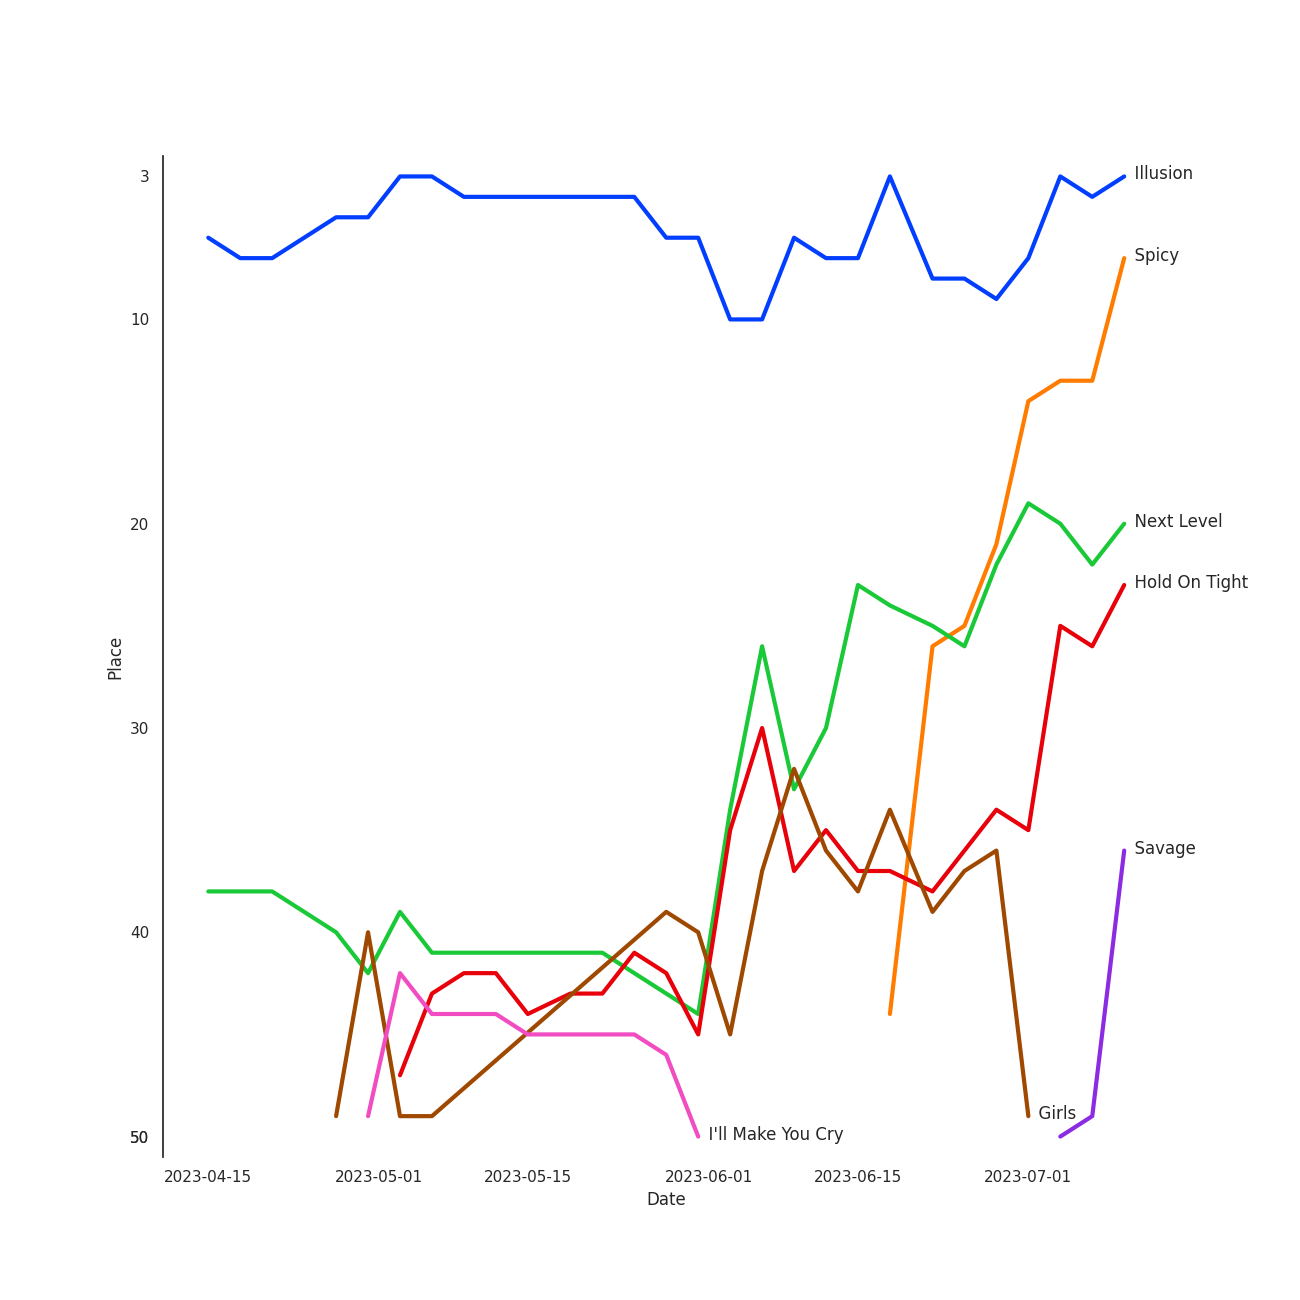 3
Illusion
Spicy
10
20
Next Level
Hold On Tight
Place
30
Savage
40
Girls
50
I'll Make You Cry
2023-04-15
2023-05-01
2023-05-15
2023-06-01
2023-06-15
2023-07-01
Date